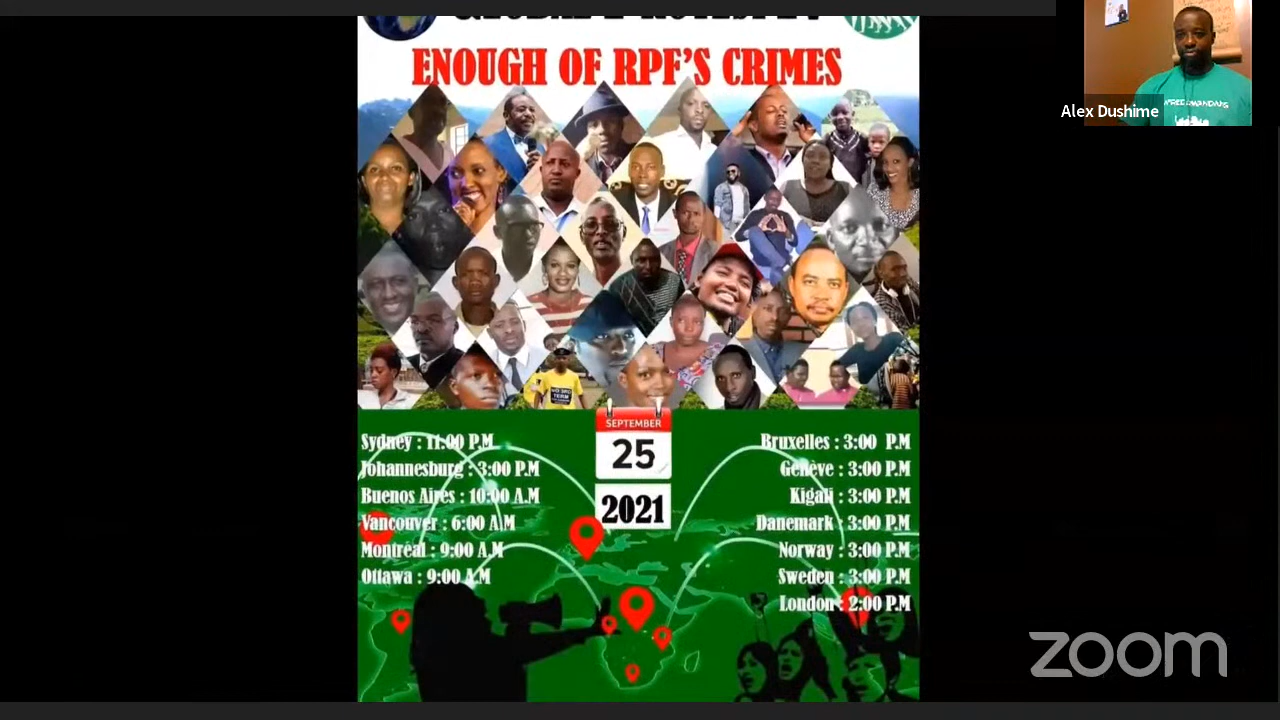 ENOUGH OF RPF'S CRIMES
Alex Dushime
SEPTEMBER
25
2021
Sydney : 11:00 P.M
Johannesburg : 3:00 P.M
Buenos Aires : 10:00 A.M
Vancouver : 6:00 A.M
Montréal : 9:00 A.M
Ottawa : 9:00 A.M
Bruxelles : 3:00 P.M
Genève : 3:00 P.M
Kigali : 3:00 P.M
Danemark : 3:00 P.M
Norway : 3:00 P.M
Sweden : 3:00 P.M
London : 2:00 P.M
zoom